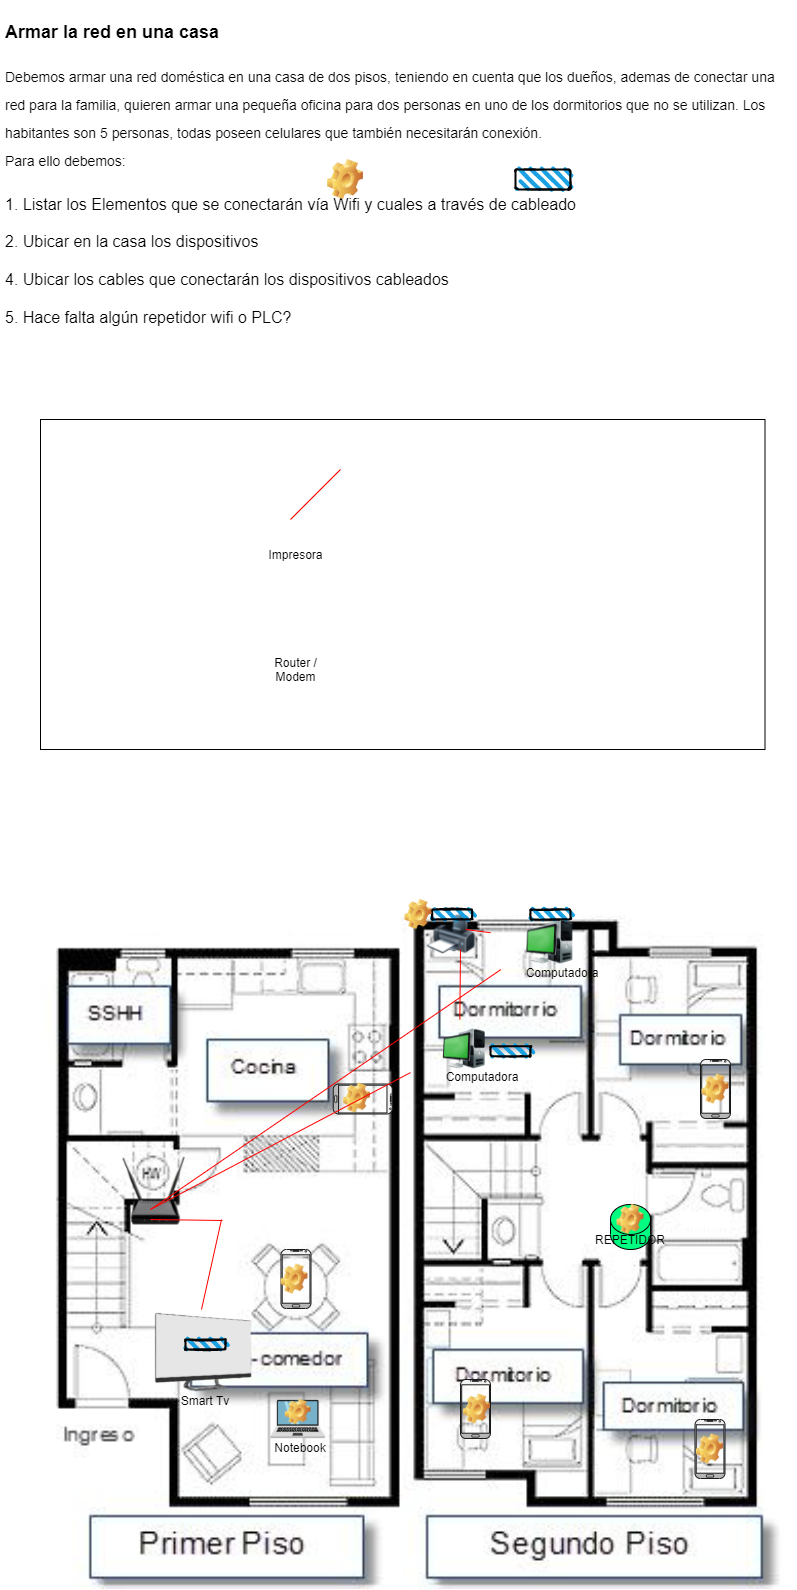 Armar la red en una casa
Debemos armar una red doméstica en una casa de dos pisos, teniendo en cuenta que los dueños, ademas de conectar una
red para la familia, quieren armar una pequeña oficina para dos personas en uno de los dormitorios que no se utilizan. Los
habitantes son 5 personas, todas poseen celulares que también necesitarán conexión.
Para ello debemos:
1. Listar los Elementos que se conectarán vía Wifi y cuales a través de cableado
2. Ubicar en la casa los dispositivos
4. Ubicar los cables que conectarán los dispositivos cableados
5. Hace falta algún repetidor wifi o PLC?
Impresora
Router /
Modem
Computadora
SSHH
Dormitorrio
Dormitorio
Cocina
Computadora
HW
REPETIDOR
-comedor
Dormitorio
Smart Tv
Dormitorio
Ingreso
Notebook
Primer Piso
Segundo Piso